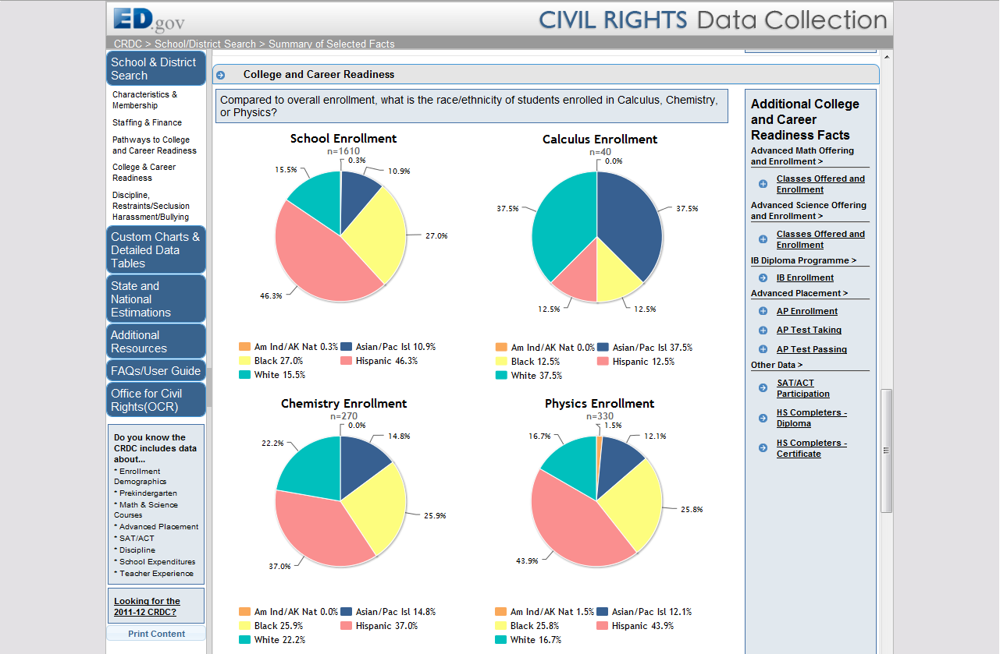 ED.gov
CIVIL RIGHTS Data Collection
CRDC > School/District Search > Summary of Selected Facts
School & District
Search
Characteristics &
Membership
Staffing & Finance
Pathways to College
and Career Readiness
College & Career
Readiness
Discipline,
Restraints/Seclusion
Harassment/Bullying
Custom Charts &
Detailed Data
Tables
State and
National
Estimations
Additional
Resources
FAQs/User Guide
Office for Civil
Rights(OCR)
Do you know the
CRDC includes data
about...
* Enrollment
Demographics
* Prekindergarten
* Math & Science
Courses
* Advanced Placement
* SAT/ACT
* Discipline
* School Expenditures
* Teacher Experience
Looking for the
2011-12 CRDC?
Print Content
College and Career Readiness
Compared to overall enrollment, what is the race/ethnicity of students enrolled in Calculus, Chemistry,
or Physics?
School Enrollment
n=1610
0.3%
15.5%
10.9%
27.0%
46.3%
Am Ind/AK Nat 0.3% Asian/Pac Isl 10.9%
Black 27.0% Hispanic 46.3%
White 15.5%
Calculus Enrollment
n=40
0.0%
37.5%
37.5%
12.5%
12.5%
Am Ind/AK Nat 0.0% Asian/Pac Isl 37.5%
Black 12.5% Hispanic 12.5%
White 37.5%
Chemistry Enrollment
n=270
0.0%
14.8%
22.2%
25.9%
37.0%
Am Ind/AK Nat 0.0% Asian/Pac Isl 14.8%
Black 25.9% Hispanic 37.0%
White 22.2%
Physics Enrollment
n=330
1.5%
16.7%
12.1%
25.8%
43.9%
Am Ind/AK Nat 1.5% Asian/Pac Isl 12.1%
Black 25.8% Hispanic 43.9%
White 16.7%
Additional College
and Career
Readiness Facts
Advanced Math Offering
and Enrollment >
Classes Offered and
Enrollment
Advanced Science Offering
and Enrollment >
Classes Offered and
Enrollment
IB Diploma Programme >
IB Enrollment
Advanced Placement >
AP Enrollment
AP Test Taking
AP Test Passing
Other Data >
SAT/ACT
Participation
HS Completers -
Diploma
HS Completers -
Certificate